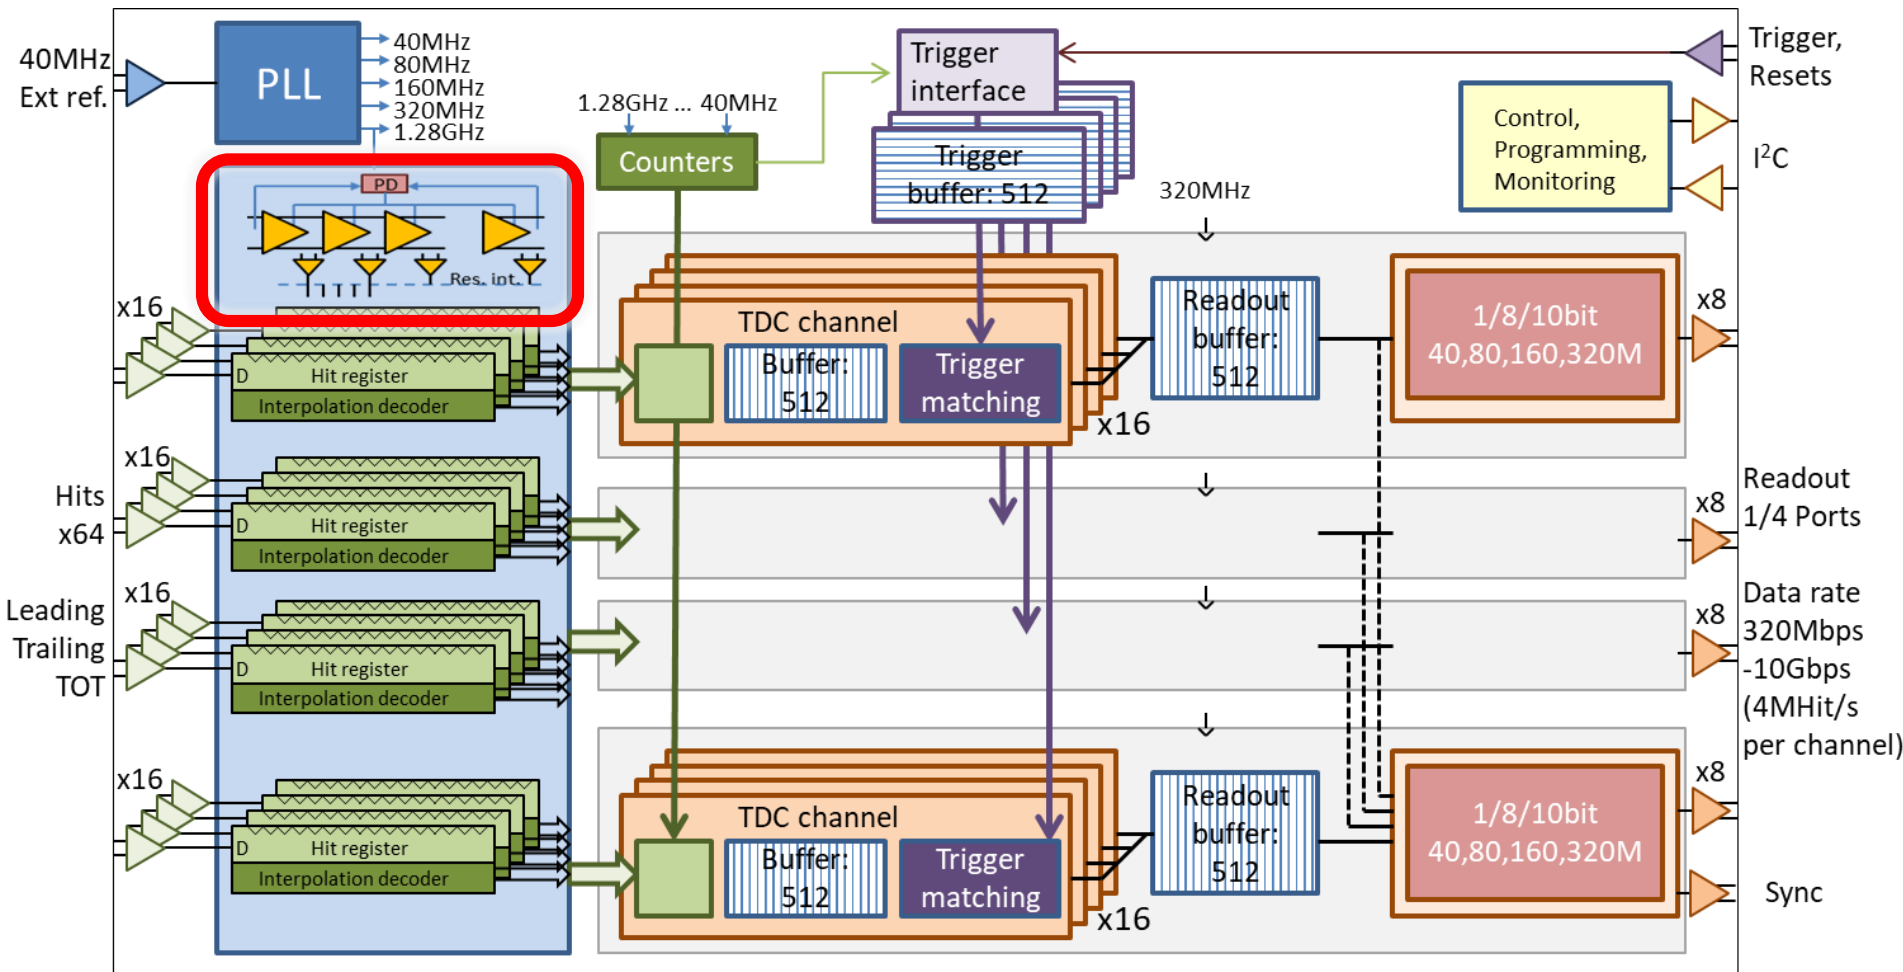 40MHz
Ext ref.
PLL
40MHz
80MHz
160MHz
320MHz
1.28GHz
1.28GHz ... 40MHz
Counters
Trigger
interface
Trigger
buffer: 512
Trigger,
Resets
Control,
Programming,
Monitoring
I²C
PD
Res. int.
320MHz
x16
D
Hit register
Interpolation decoder
TDC channel
Buffer:
512
Trigger
matching
x16
Readout
buffer:
512
1/8/10bit
40,80,160,320M
x8
Hits
x64
x16
D
Hit register
Interpolation decoder
x8
Readout
1/4 Ports
Leading
Trailing
TOT
x16
D
Hit register
Interpolation decoder
x8
Data rate
320Mbps
-10Gbps
(4MHit/s
per channel)
x16
D
Hit register
Interpolation decoder
TDC channel
Buffer:
512
Trigger
matching
x16
Readout
buffer:
512
1/8/10bit
40,80,160,320M
x8
Sync